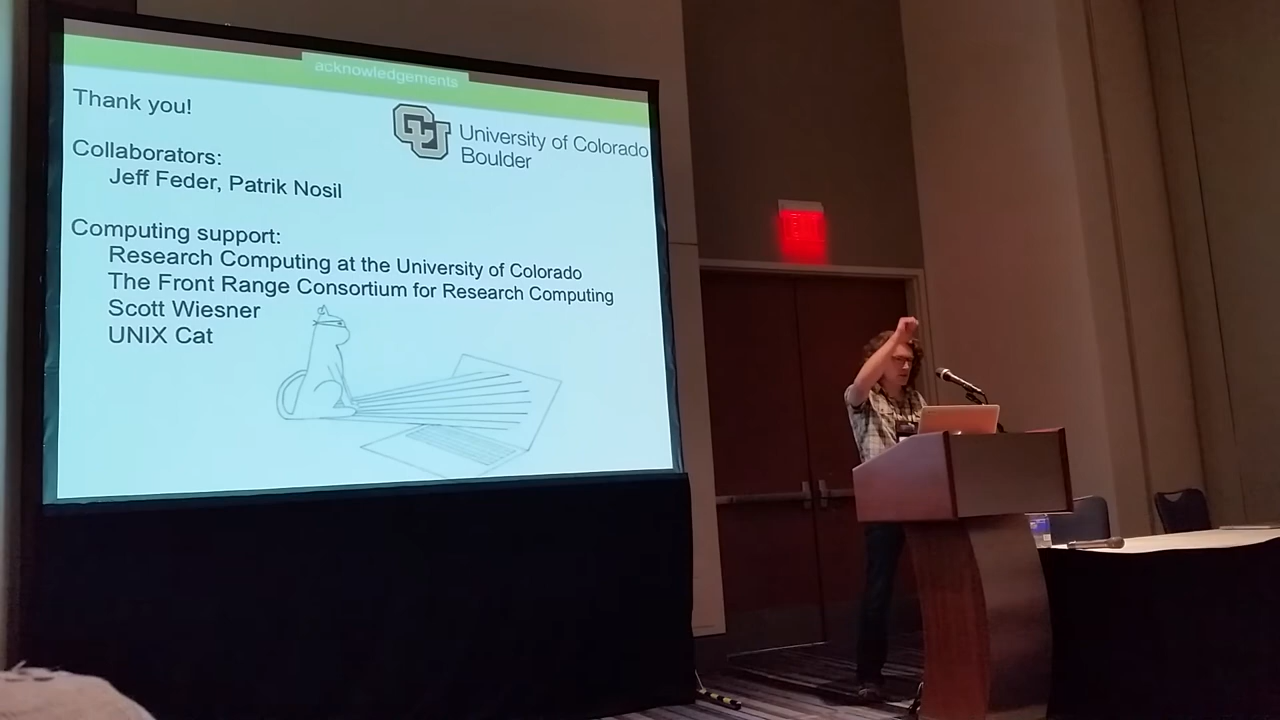 acknowledgements
Thank you!
University of Colorado
Boulder
Collaborators:
Jeff Feder, Patrik Nosil
Computing support:
Research Computing at the University of Colorado
The Front Range Consortium for Research Computing
Scott Wiesner
UNIX Cat